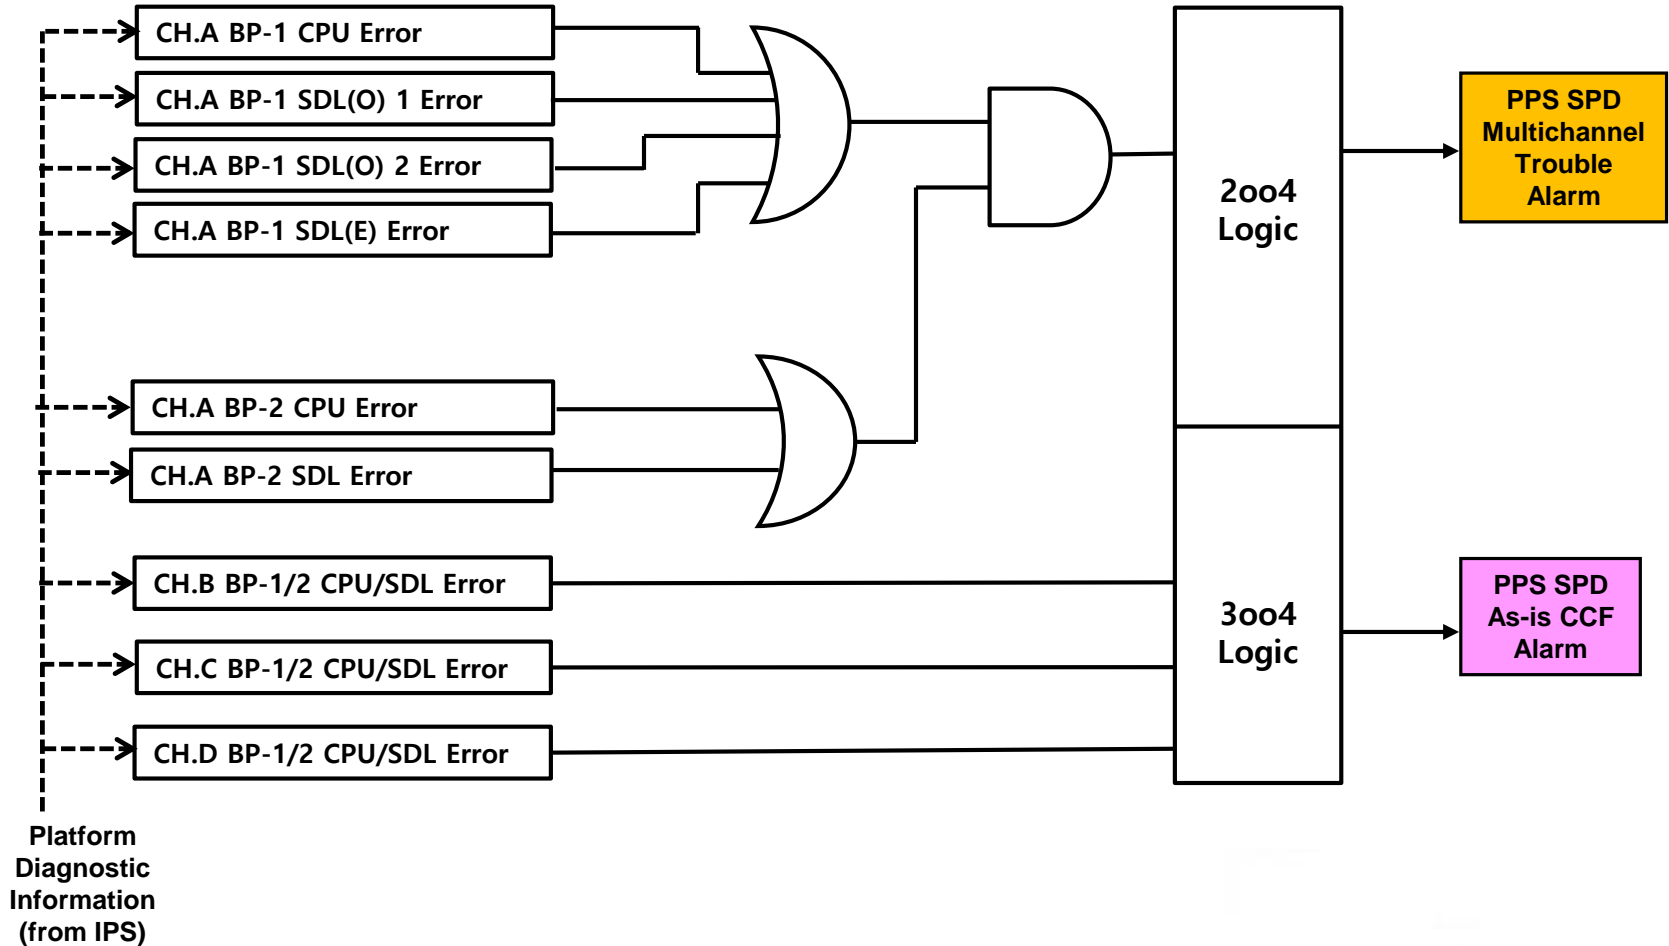 CH.A BP-1 CPU Error
CH.A BP-1 SDL(O) 1 Error
CH.A BP-1 SDL(O) 2 Error
CH.A BP-1 SDL(E) Error
CH.A BP-2 CPU Error
CH.A BP-2 SDL Error
CH.B BP-1/2 CPU/SDL Error
CH.C BP-1/2 CPU/SDL Error
CH.D BP-1/2 CPU/SDL Error
Platform
Diagnostic
Information
(from IPS)
2oo4
Logic
3oo4
Logic
PPS SPD
Multichannel
Trouble
Alarm
PPS SPD
As-is CCF
Alarm